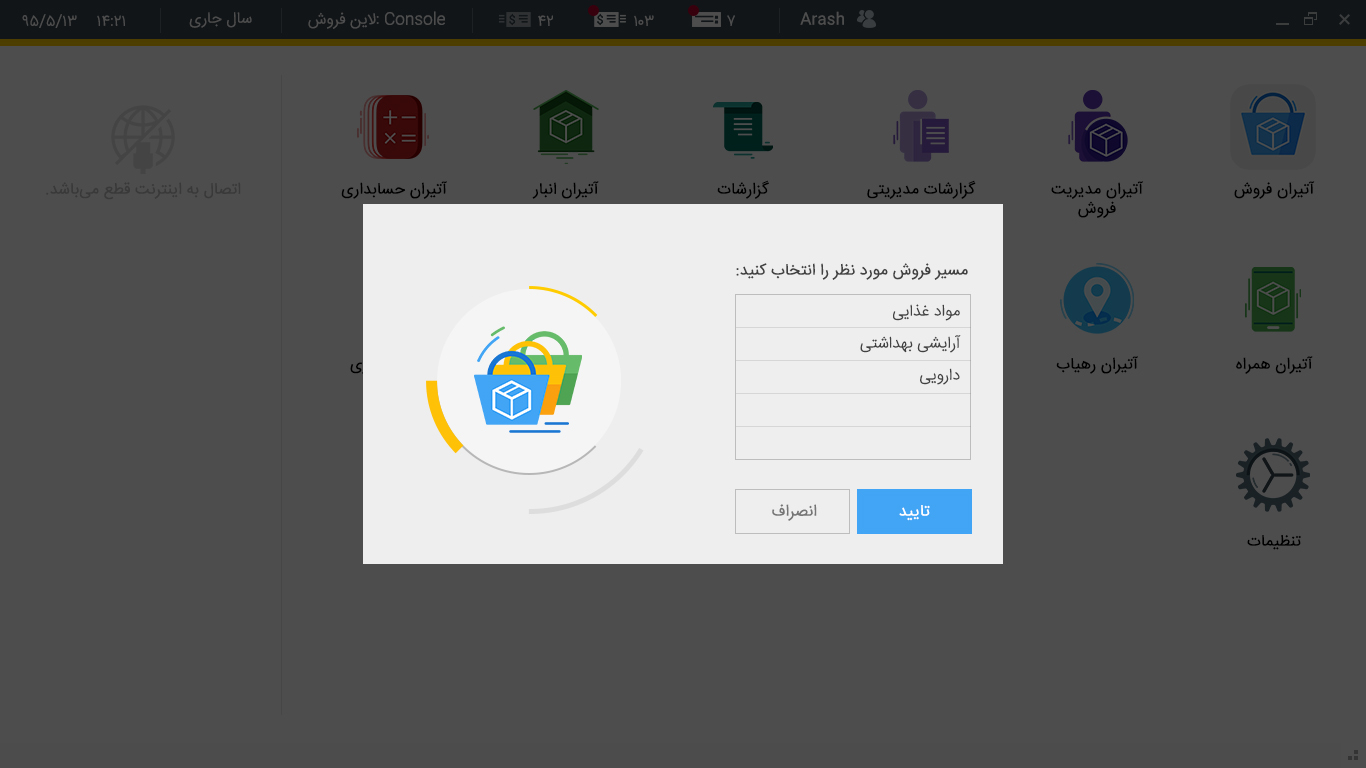 Arash
۷
۱۰۳
۴۲
لاین فروش: Console
سال جاری
۱۴:۲۱
۹۵/۵/۱۳
آتیران فروش
آتیران مدیریت
فروش
گزارشات مدیریتی
گزارشات
آتیران انبار
آتیران حسابداری
اتصال به اینترنت قطع می‌باشد.
مسیر فروش مورد نظر را انتخاب کنید:
مواد غذایی
آرایشی بهداشتی
دارویی
تایید
انصراف
آتیران همراه
آتیران رهیاب
تنظیمات